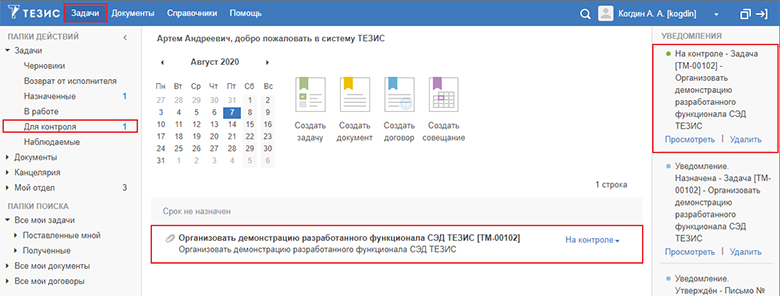 ТЕЗИС Задачи Документы Справочники Помощь Когдин А. А. [kogdin]
ПАПКИ ДЕЙСТВИЙ
Задачи
Черновики
Возврат от исполнителя
Назначенные 1
В работе
Для контроля 1
Наблюдаемые
Документы
Канцелярия
Мой отдел 3
ПАПКИ ПОИСКА
Все мои задачи
Поставленные мной
Полученные
Все мои документы
Все мои договоры
Артем Андреевич, добро пожаловать в систему ТЕЗИС
Август 2020
Пн Вт Ср Чт Пт Сб Вс
27 28 29 30 31 1 2
3 4 5 6 7 8 9
10 11 12 13 14 15 16
17 18 19 20 21 22 23
24 25 26 27 28 29 30
31 1 2 3 4 5 6
Создать
задачу
Создать
документ
Создать
договор
Создать
совещание
1 строка
Срок не назначен
Организовать демонстрацию разработанного функционала СЭД ТЕЗИС [ТМ-00102]
Организовать демонстрацию разработанного функционала СЭД ТЕЗИС
На контроле
УВЕДОМЛЕНИЯ
На контроле - Задача
[ТМ-00102] -
Организовать
демонстрацию
разработанного
функционала СЭД
ТЕЗИС
Просмотреть | Удалить
Уведомление.
Назначена - Задача [ТМ-
00102] - Организовать
демонстрацию
разработанного
функционала СЭД
ТЕЗИС
Просмотреть | Удалить
Уведомление.
Утверждён - Письмо №